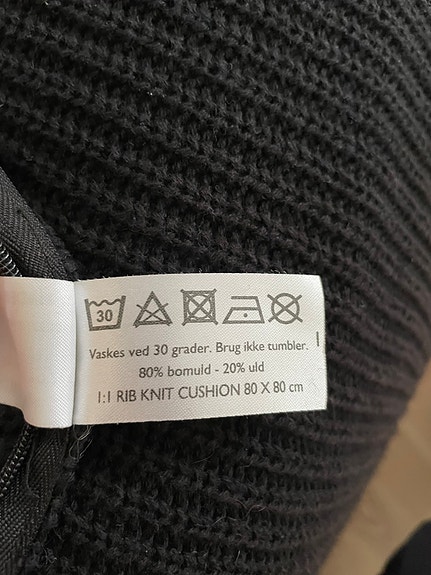 30
Vaskes ved 30 grader. Brug ikke tumbler.
80% bomuld - 20% uld
1:1 RIB KNIT CUSHION 80 X 80 cm